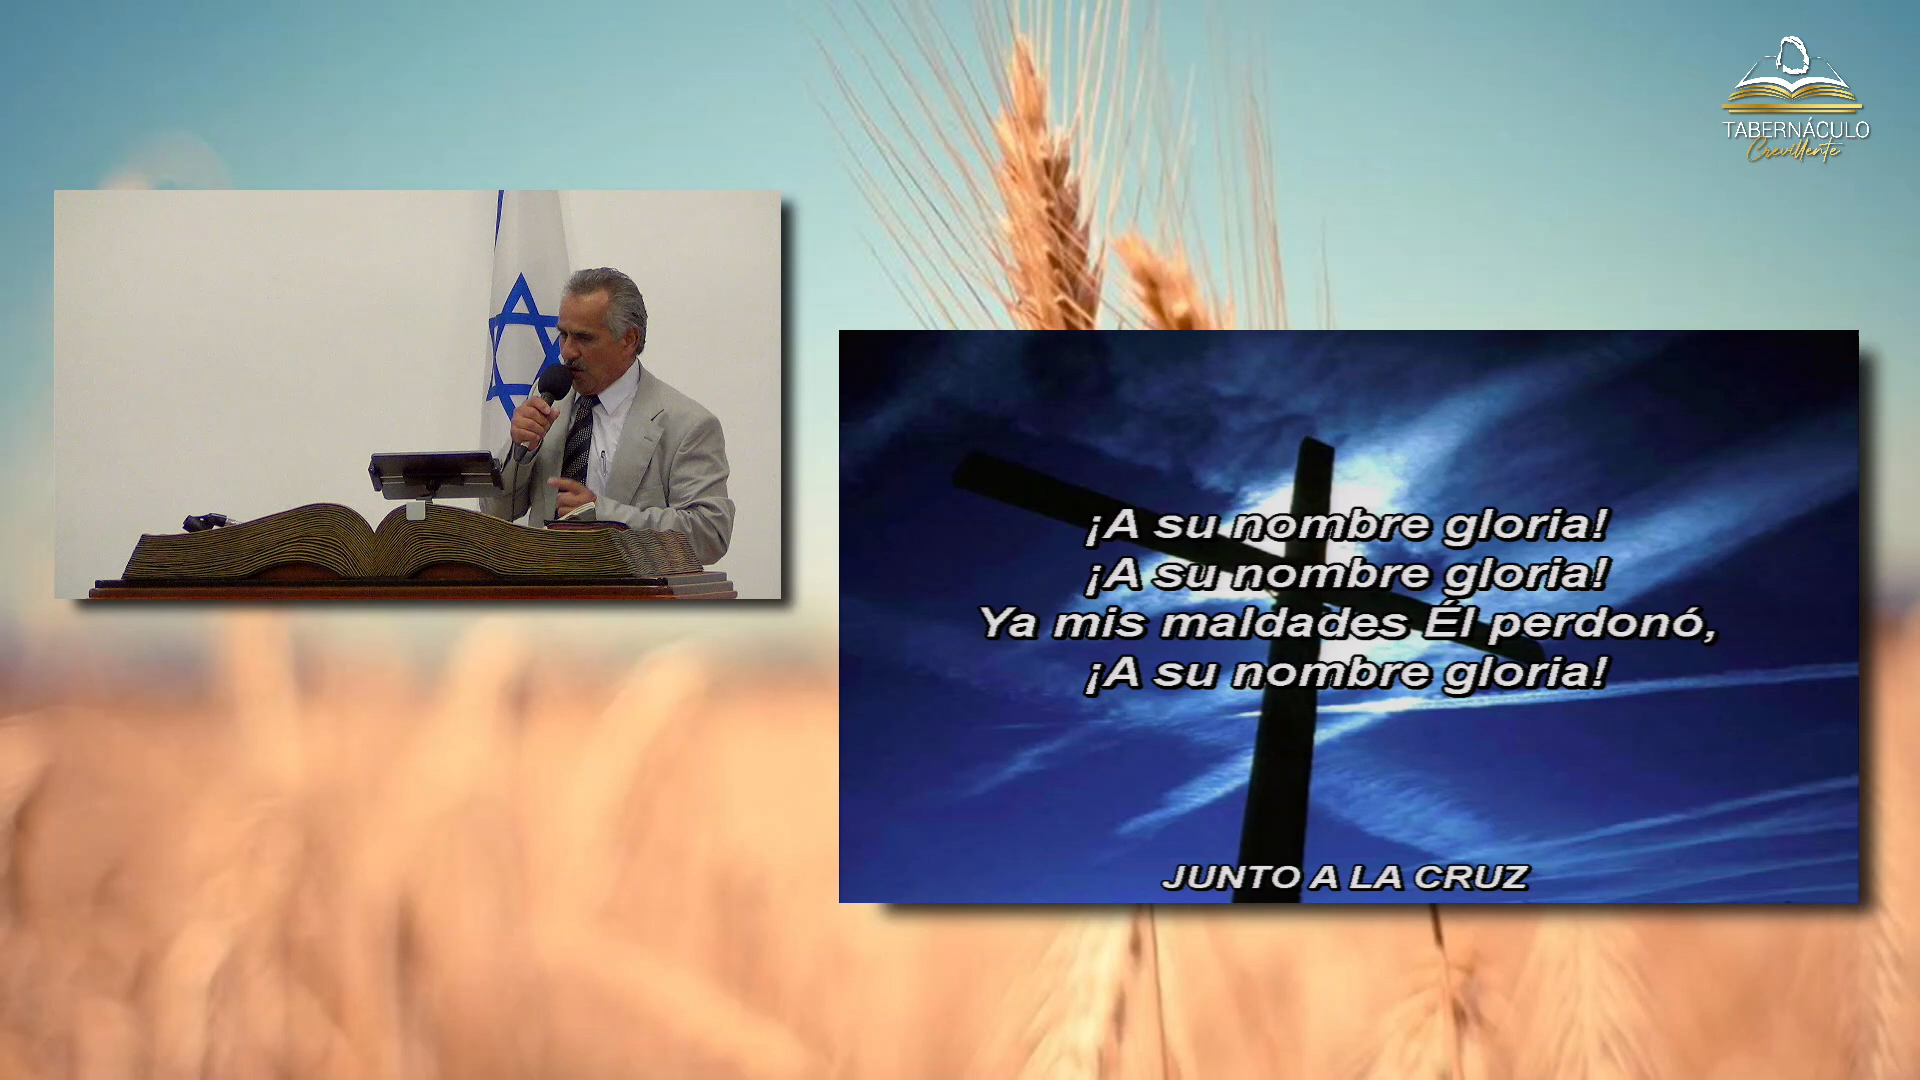 TABERNÁCULO
Crevillente
¡A su nombre gloria!
¡A su nombre gloria!
Ya mis maldades Él perdonó,
¡A su nombre gloria!
JUNTO A LA CRUZ